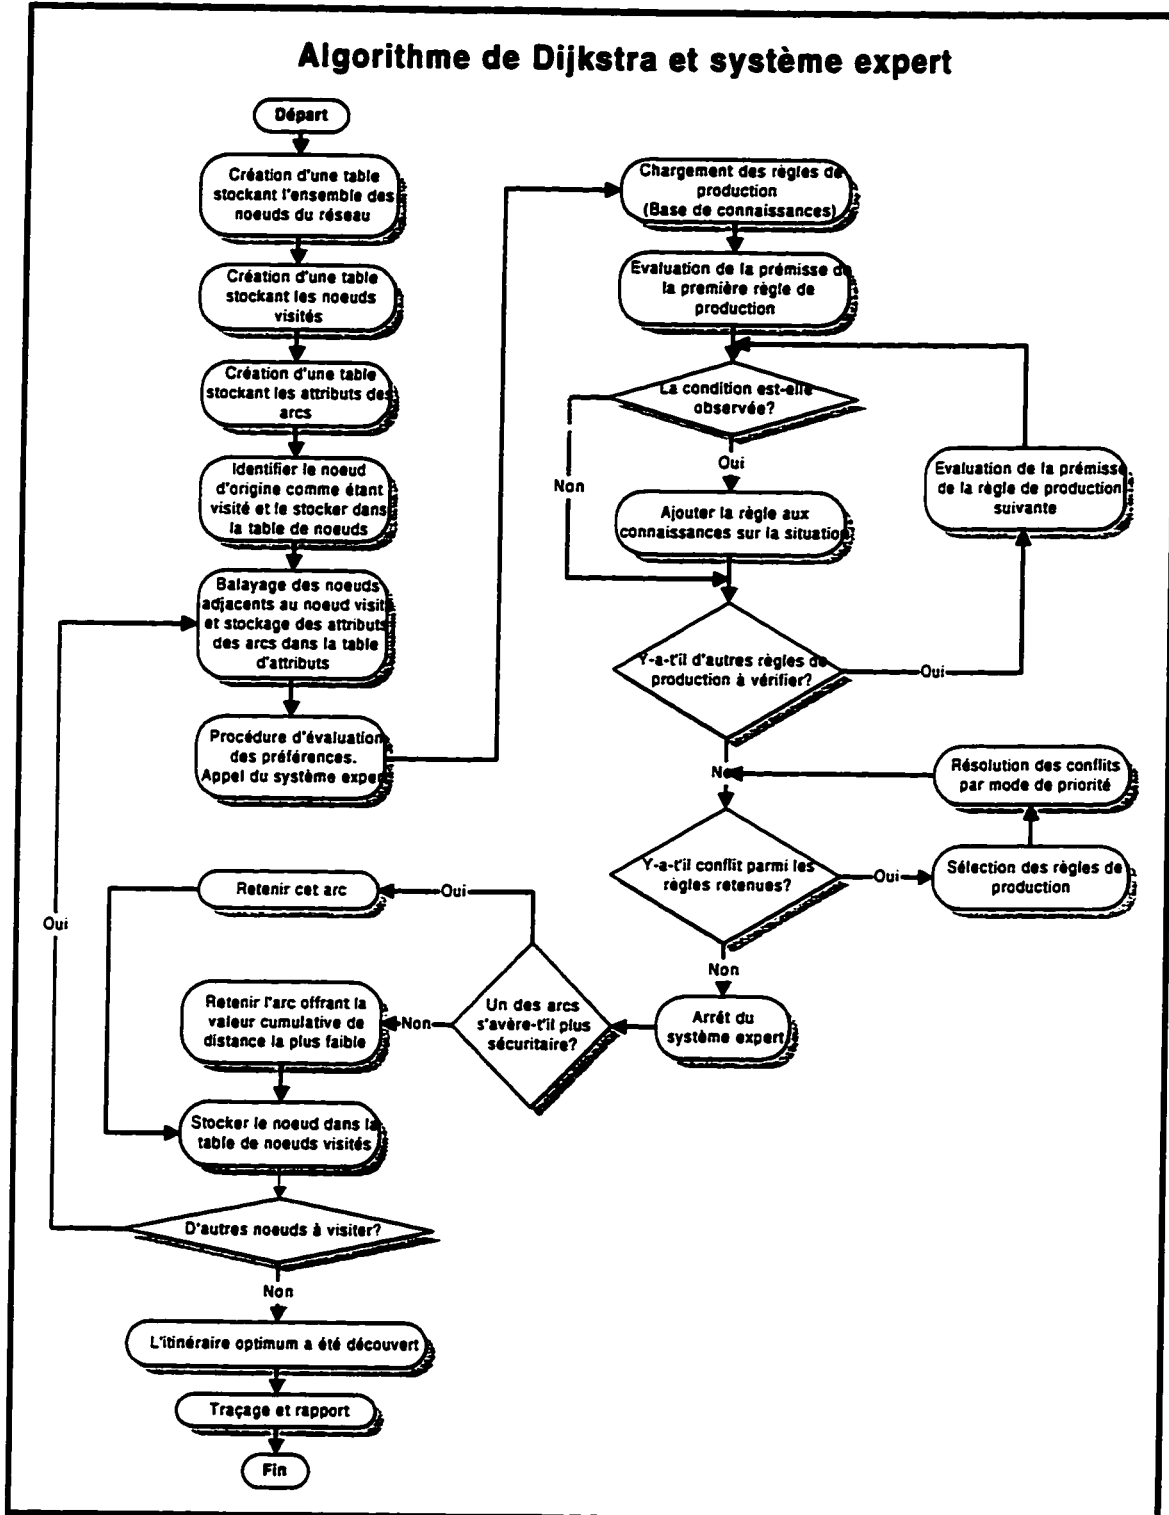 Algorithme de Dijkstra et système expert
Départ
Création d'une table
stockant l'ensemble des
noeuds du réseau
Création d'une table
stockant les noeuds
visités
Création d'une table
stockant les attributs des
arcs
Identifier le noeud
d'origine comme étant
visité et le stocker dans
la table de noeuds
Balayage des noeuds
adjacents au noeud visit
et stockage des attributs
des arcs dans la table
d'attributs
Procédure d'évaluation
des préférences.
Appel du système expert
Chargement des règles de
production
(Base de connaissances)
Evaluation de la prémisse de
la première règle de
production
La condition est-elle
observée?
Oui
Non
Ajouter la règle aux
connaissances sur la situation
Evaluation de la prémisse
de la règle de production
suivante
Y-a-t'il d'autres règles de
production à vérifier?
Oui
Résolution des conflits
par mode de priorité
Y-a-t'il conflit parmi les
règles retenues?
Oui
Sélection des règles de
production
Non
Arrêt du
système expert
Un des arcs
s'avère-t'il plus
sécuritaire?
Oui
Retenir cet arc
Non
Retenir l'arc offrant la
valeur cumulative de
distance la plus faible
Stocker le noeud dans la
table de noeuds visités
D'autres noeuds à visiter?
Oui
Non
L'itinéraire optimum a été découvert
Traçage et rapport
Fin